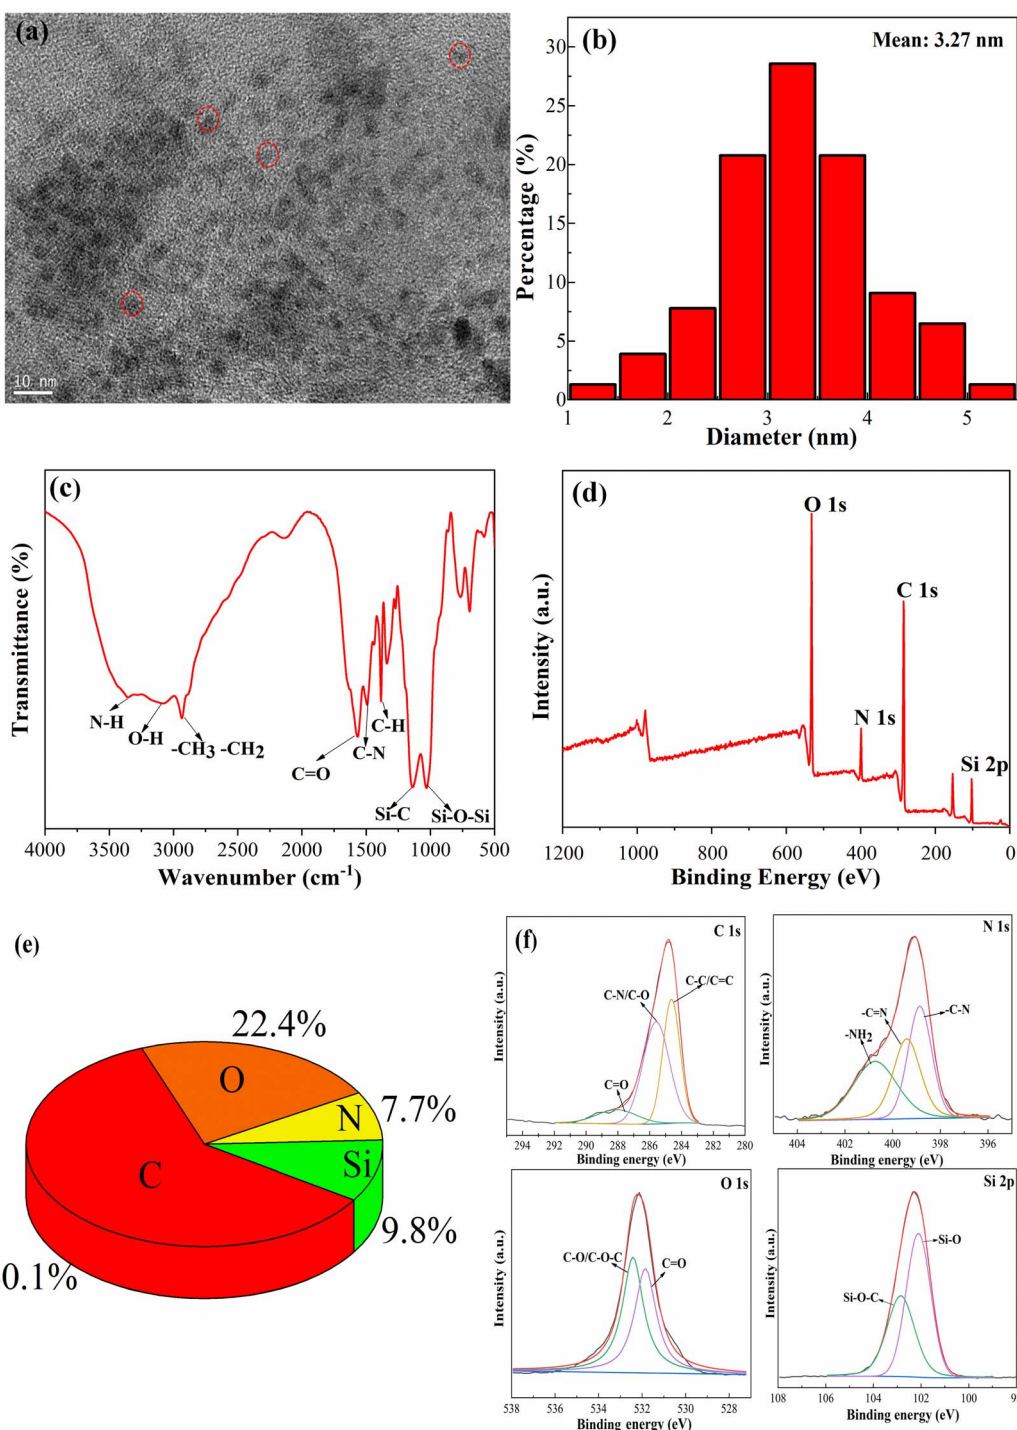 (a)
10 nm
(b)
Mean: 3.27 nm
Percentage (%)
30
25
20
15
10
5
0
1 2 3 4 5
Diameter (nm)
(c)
Transmittance (%)
N-H
O-H
-CH3 -CH2
C=O
C-N
C-H
Si-C
Si-O-Si
4000 3500 3000 2500 2000 1500 1000 500
Wavenumber (cm-1)
(d)
Intensity (a.u.)
O 1s
C 1s
N 1s
Si 2p
1200 1000 800 600 400 200 0
Binding Energy (eV)
(e)
22.4%
O
N
7.7%
Si
C
9.8%
0.1%
(f)
C 1s
Intensity (a.u.)
C-C/C=C
C-N/C-O
C=O
294 292 290 288 286 284 282 280
Binding energy (eV)
N 1s
Intensity (a.u.)
-C-N
-C=N
-NH2
404 402 400 398 396
Binding energy (eV)
O 1s
Intensity (a.u.)
C-O/C-O-C
C=O
538 536 534 532 530 528
Binding energy (eV)
Si 2p
Intensity (a.u.)
Si-O
Si-O-C
108 106 104 102 100
Binding energy (eV)